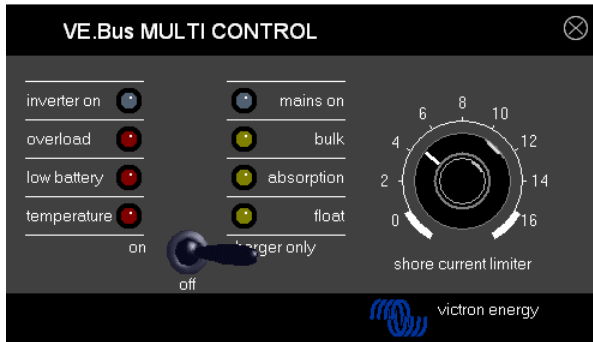 VE.Bus MULTI CONTROL
inverter on
mains on
overload
bulk
low battery
absorption
temperature
float
on
harger only
off
0
2
4
6
8
10
12
14
16
shore current limiter
victron energy